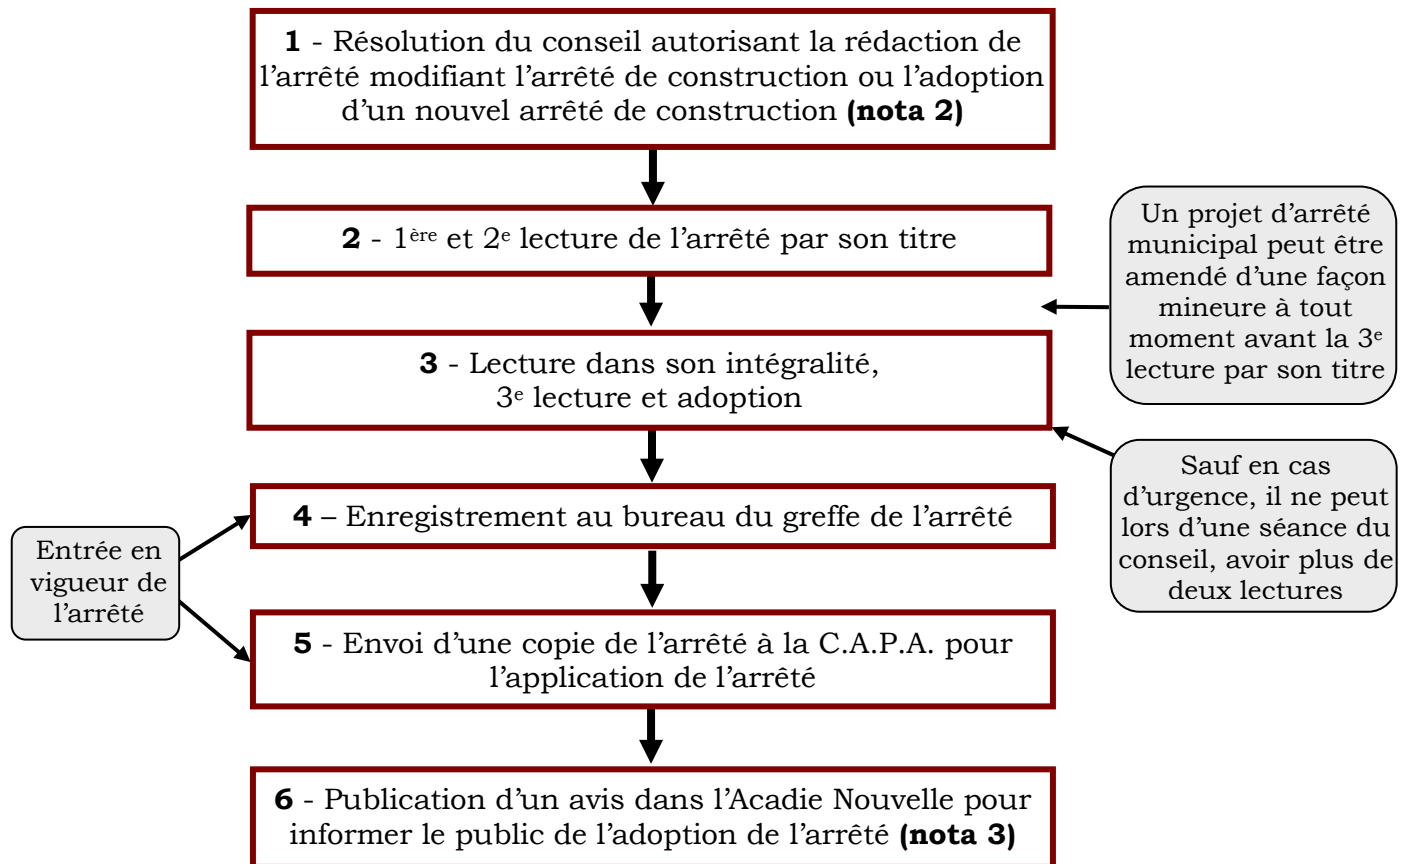 1 - Résolution du conseil autorisant la rédaction de
l’arrêté modifiant l’arrêté de construction ou l’adoption
d’un nouvel arrêté de construction (nota 2)
2 - 1ère et 2e lecture de l’arrêté par son titre
Un projet d’arrêté
municipal peut être
amendé d’une façon
mineure à tout
moment avant la 3e
lecture par son titre
3 - Lecture dans son intégralité,
3e lecture et adoption
Sauf en cas
d’urgence, il ne peut
lors d’une séance du
conseil, avoir plus de
deux lectures
4 – Enregistrement au bureau du greffe de l’arrêté
Entrée en
vigueur de
l’arrêté
5 - Envoi d’une copie de l’arrêté à la C.A.P.A. pour
l’application de l’arrêté
6 - Publication d’un avis dans l’Acadie Nouvelle pour
informer le public de l’adoption de l’arrêté (nota 3)